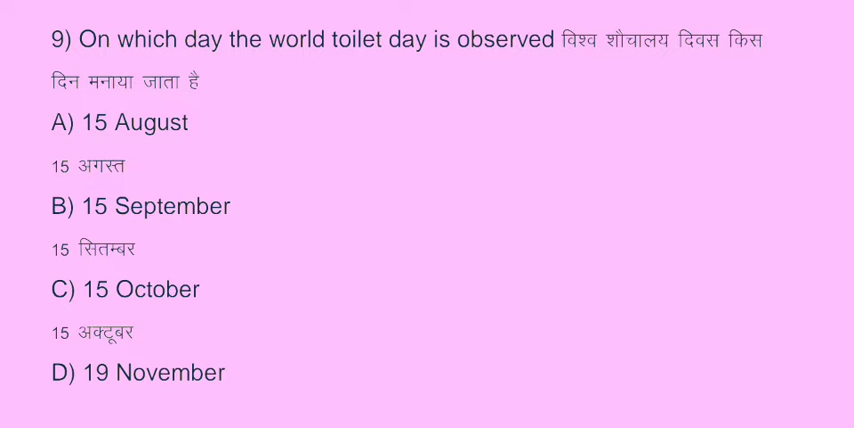 9) On which day the world toilet day is observed विश्व शौचालय दिवस किस
दिन मनाया जाता है
A) 15 August
15 अगस्त
B) 15 September
15 सितम्बर
C) 15 October
15 अक्टूबर
D) 19 November